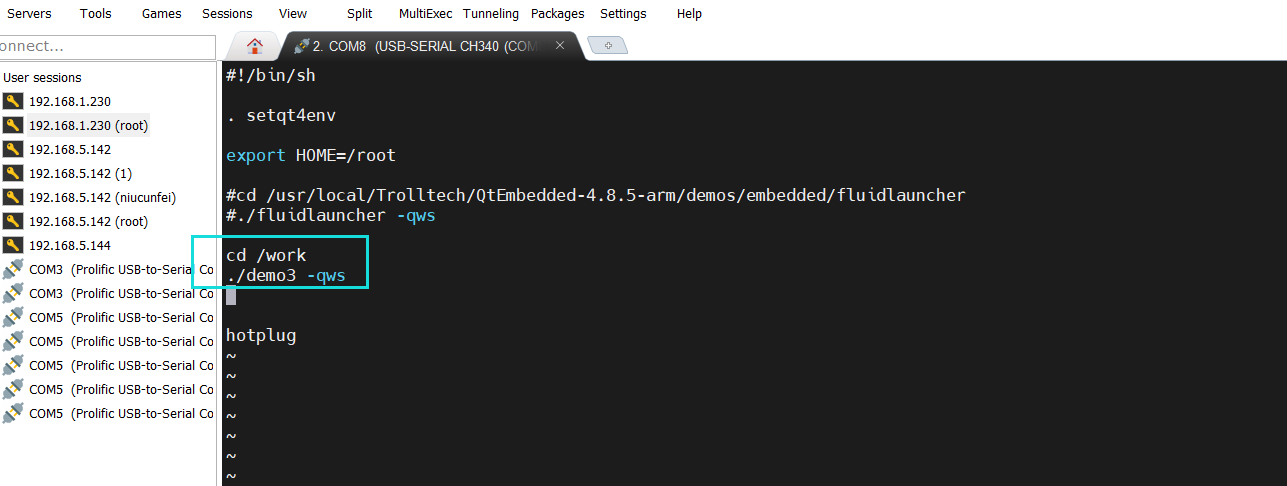 Servers Tools Games Sessions View Split MultiExec Tunneling Packages Settings Help
onnect...
2. COM8 (USB-SERIAL CH340 (COM
User sessions
192.168.1.230
192.168.1.230 (root)
192.168.5.142
192.168.5.142 (1)
192.168.5.142 (niucunfei)
192.168.5.142 (root)
192.168.5.144
COM3 (Prolific USB-to-Serial Co
COM3 (Prolific USB-to-Serial Co
COM5 (Prolific USB-to-Serial Co
COM5 (Prolific USB-to-Serial Co
COM5 (Prolific USB-to-Serial Co
COM5 (Prolific USB-to-Serial Co
COM5 (Prolific USB-to-Serial Co
#!/bin/sh
. setqt4env
export HOME=/root
#cd /usr/local/Trolltech/QtEmbedded-4.8.5-arm/demos/embedded/fluidlauncher
#./fluidlauncher -qws
cd /work
./demo3 -qws
hotplug
~
~
~
~
~
~
~